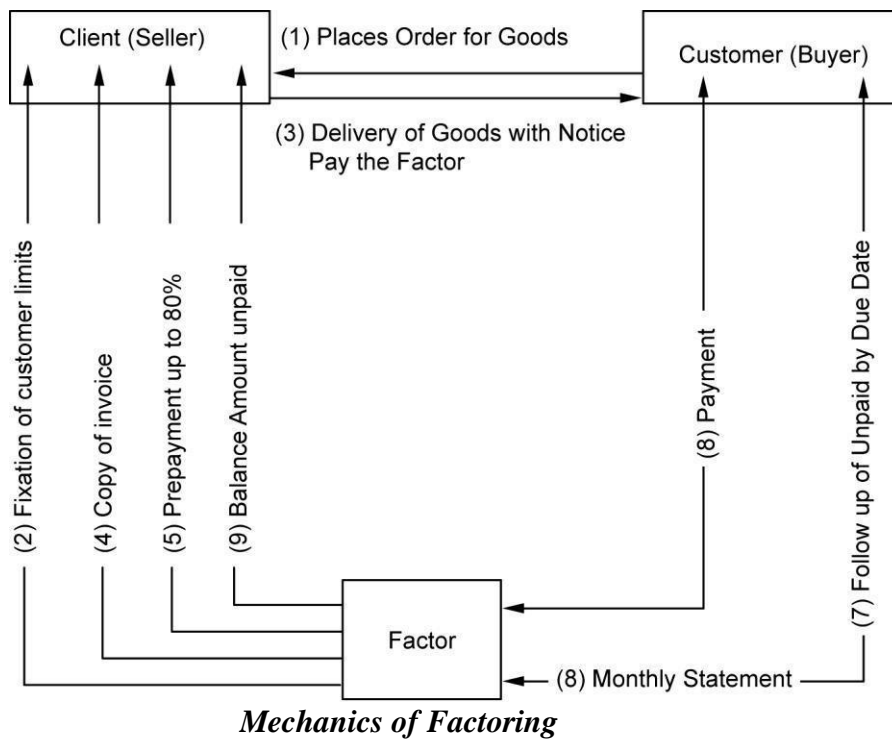 Client (Seller)
(1) Places Order for Goods
Customer (Buyer)
(3) Delivery of Goods with Notice
Pay the Factor
(2) Fixation of customer limits
(4) Copy of invoice
(5) Prepayment up to 80%
(9) Balance Amount unpaid
(8) Payment
(7) Follow up of Unpaid by Due Date
Factor
(8) Monthly Statement
Mechanics of Factoring